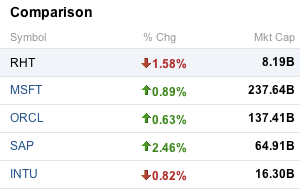 Comparison
Symbol % Chg Mkt Cap
RHT 1.58% 8.19B
MSFT 0.89% 237.64B
ORCL 0.63% 137.41B
SAP 2.46% 64.91B
INTU 0.82% 16.30B